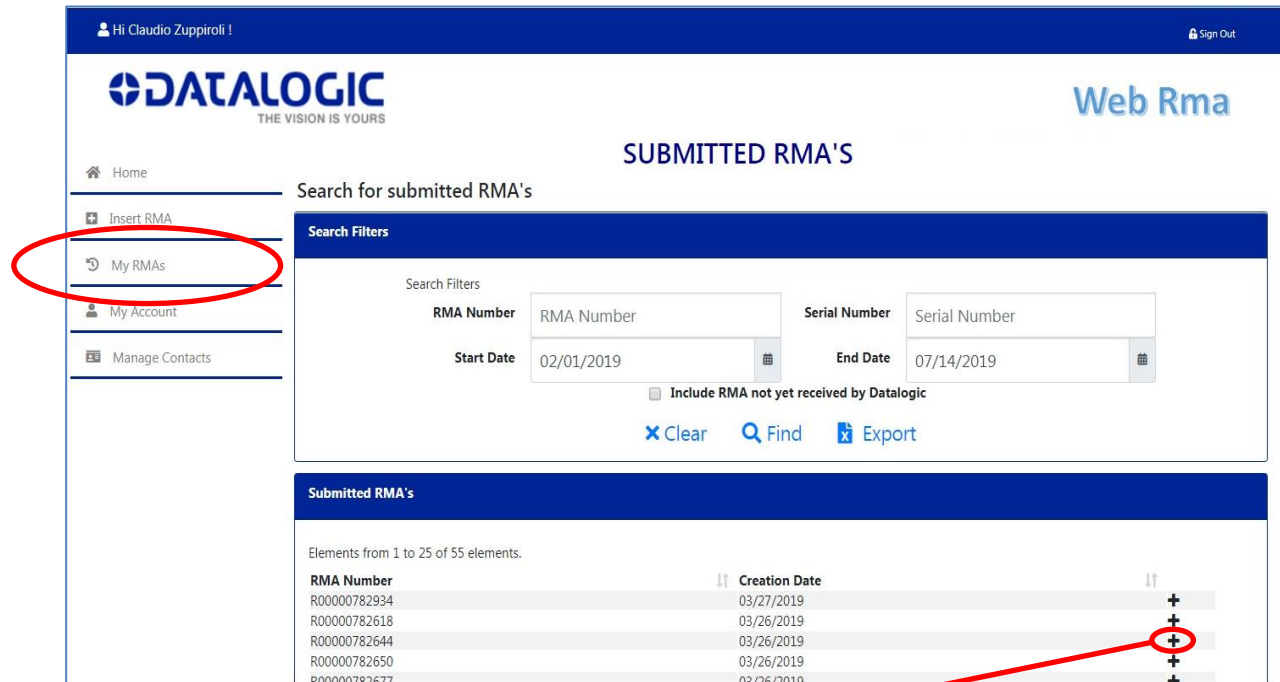 Hi Claudio Zuppiroli !
Sign Out
DATALOGIC
THE VISION IS YOURS
Web Rma
SUBMITTED RMA'S
Home
Search for submitted RMA's
Insert RMA
Search Filters
My RMAs
Search Filters
RMA Number RMA Number Serial Number Serial Number
My Account
Start Date 02/01/2019 End Date 07/14/2019
Manage Contacts
Include RMA not yet received by Datalogic
Clear Find Export
Submitted RMA's
Elements from 1 to 25 of 55 elements.
RMA Number Creation Date
R00000782934 03/27/2019
R00000782618 03/26/2019
R00000782644 03/26/2019
R00000782650 03/26/2019
R00000782677 03/26/2019